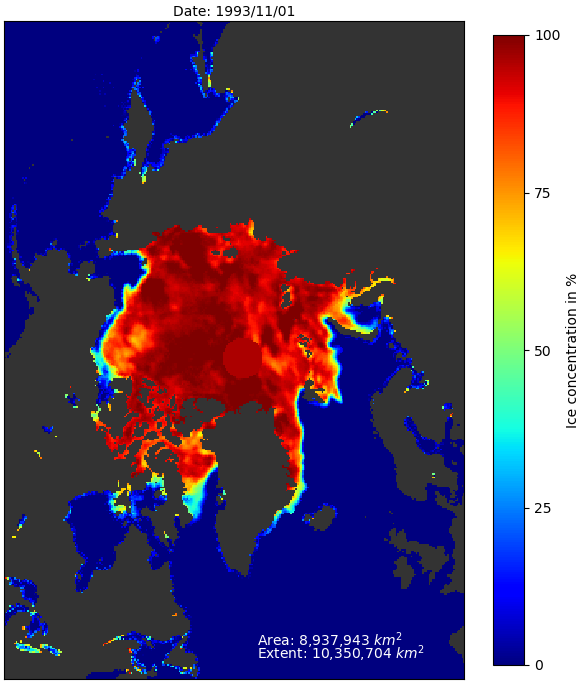 Date: 1993/11/01
100
75
50
25
0
Ice concentration in %
Area: 8,937,943 km²
Extent: 10,350,704 km²